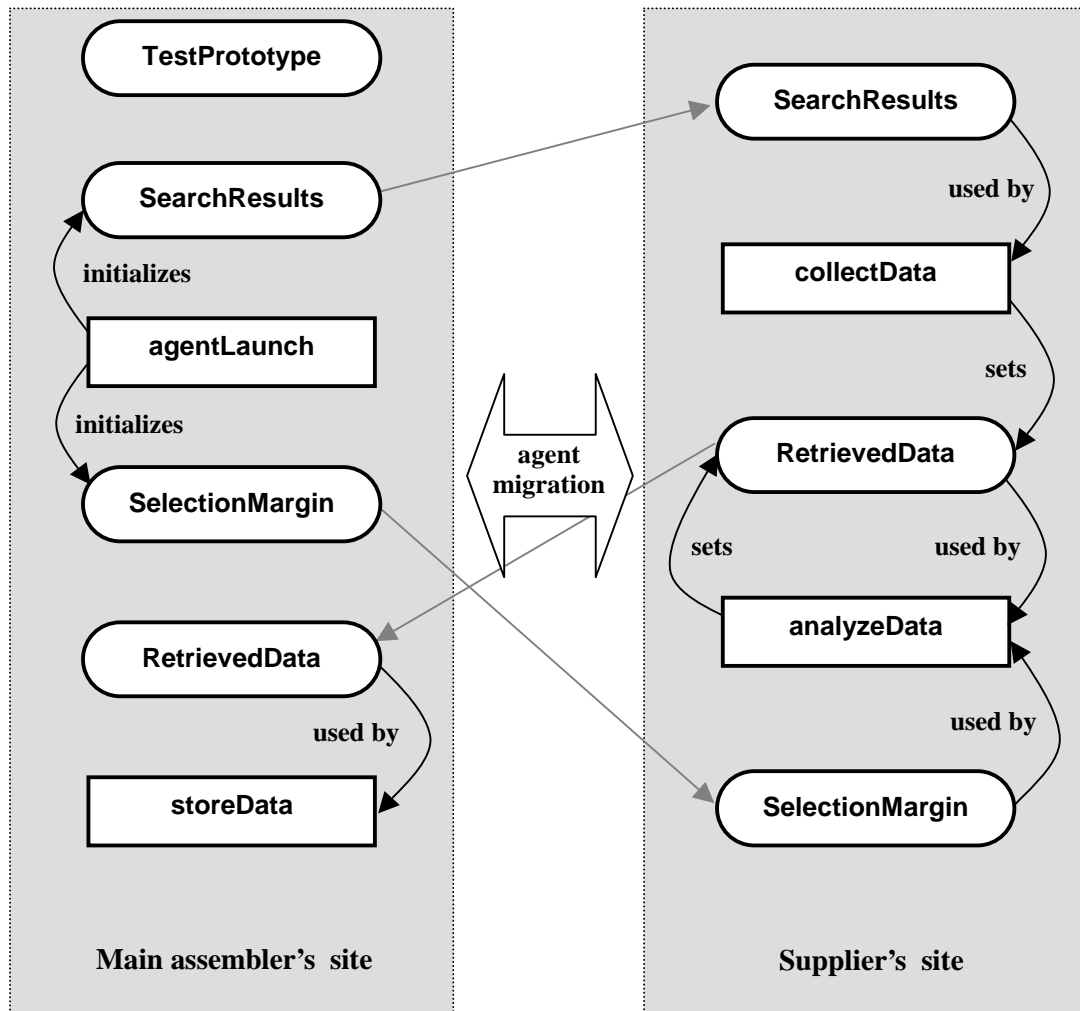 TestPrototype
SearchResults
initializes
agentLaunch
initializes
SelectionMargin
RetrievedData
used by
storeData
Main assembler’s site
agent
migration
SearchResults
used by
collectData
sets
RetrievedData
sets
used by
analyzeData
used by
SelectionMargin
Supplier’s site